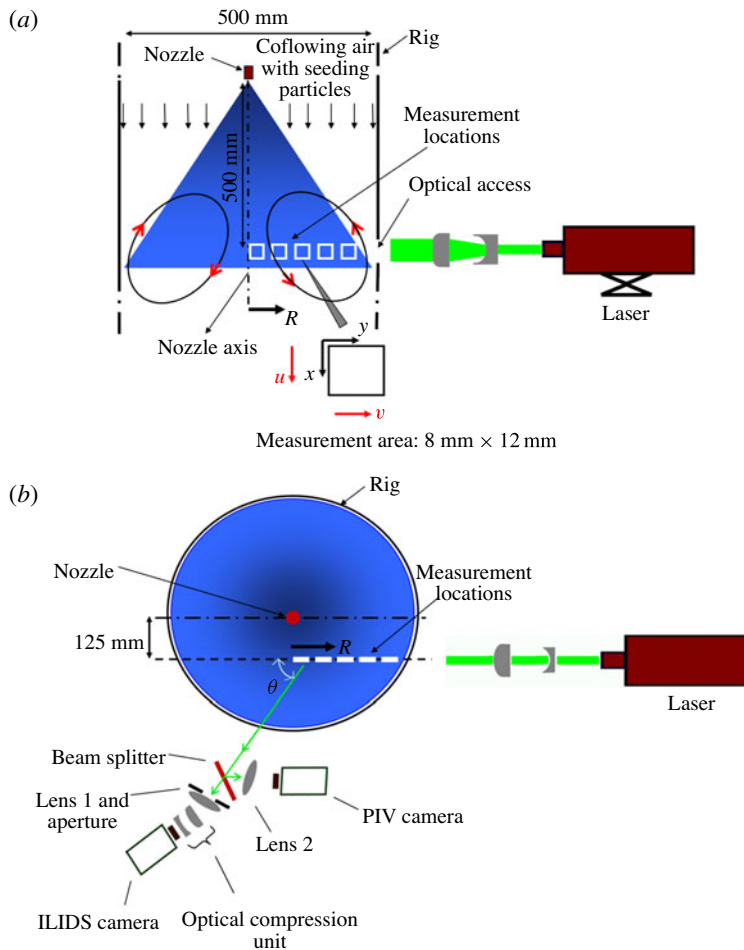 (a)
500 mm
Nozzle
Coflowing air
with seeding
particles
Rig
Measurement
locations
500 mm
Optical access
R
Laser
Nozzle axis
y
x
u
v
Measurement area: 8 mm × 12 mm
(b)
Rig
Nozzle
Measurement
locations
125 mm
R
θ
Laser
Beam splitter
Lens 1 and
aperture
PIV camera
Lens 2
ILIDS camera
Optical compression
unit